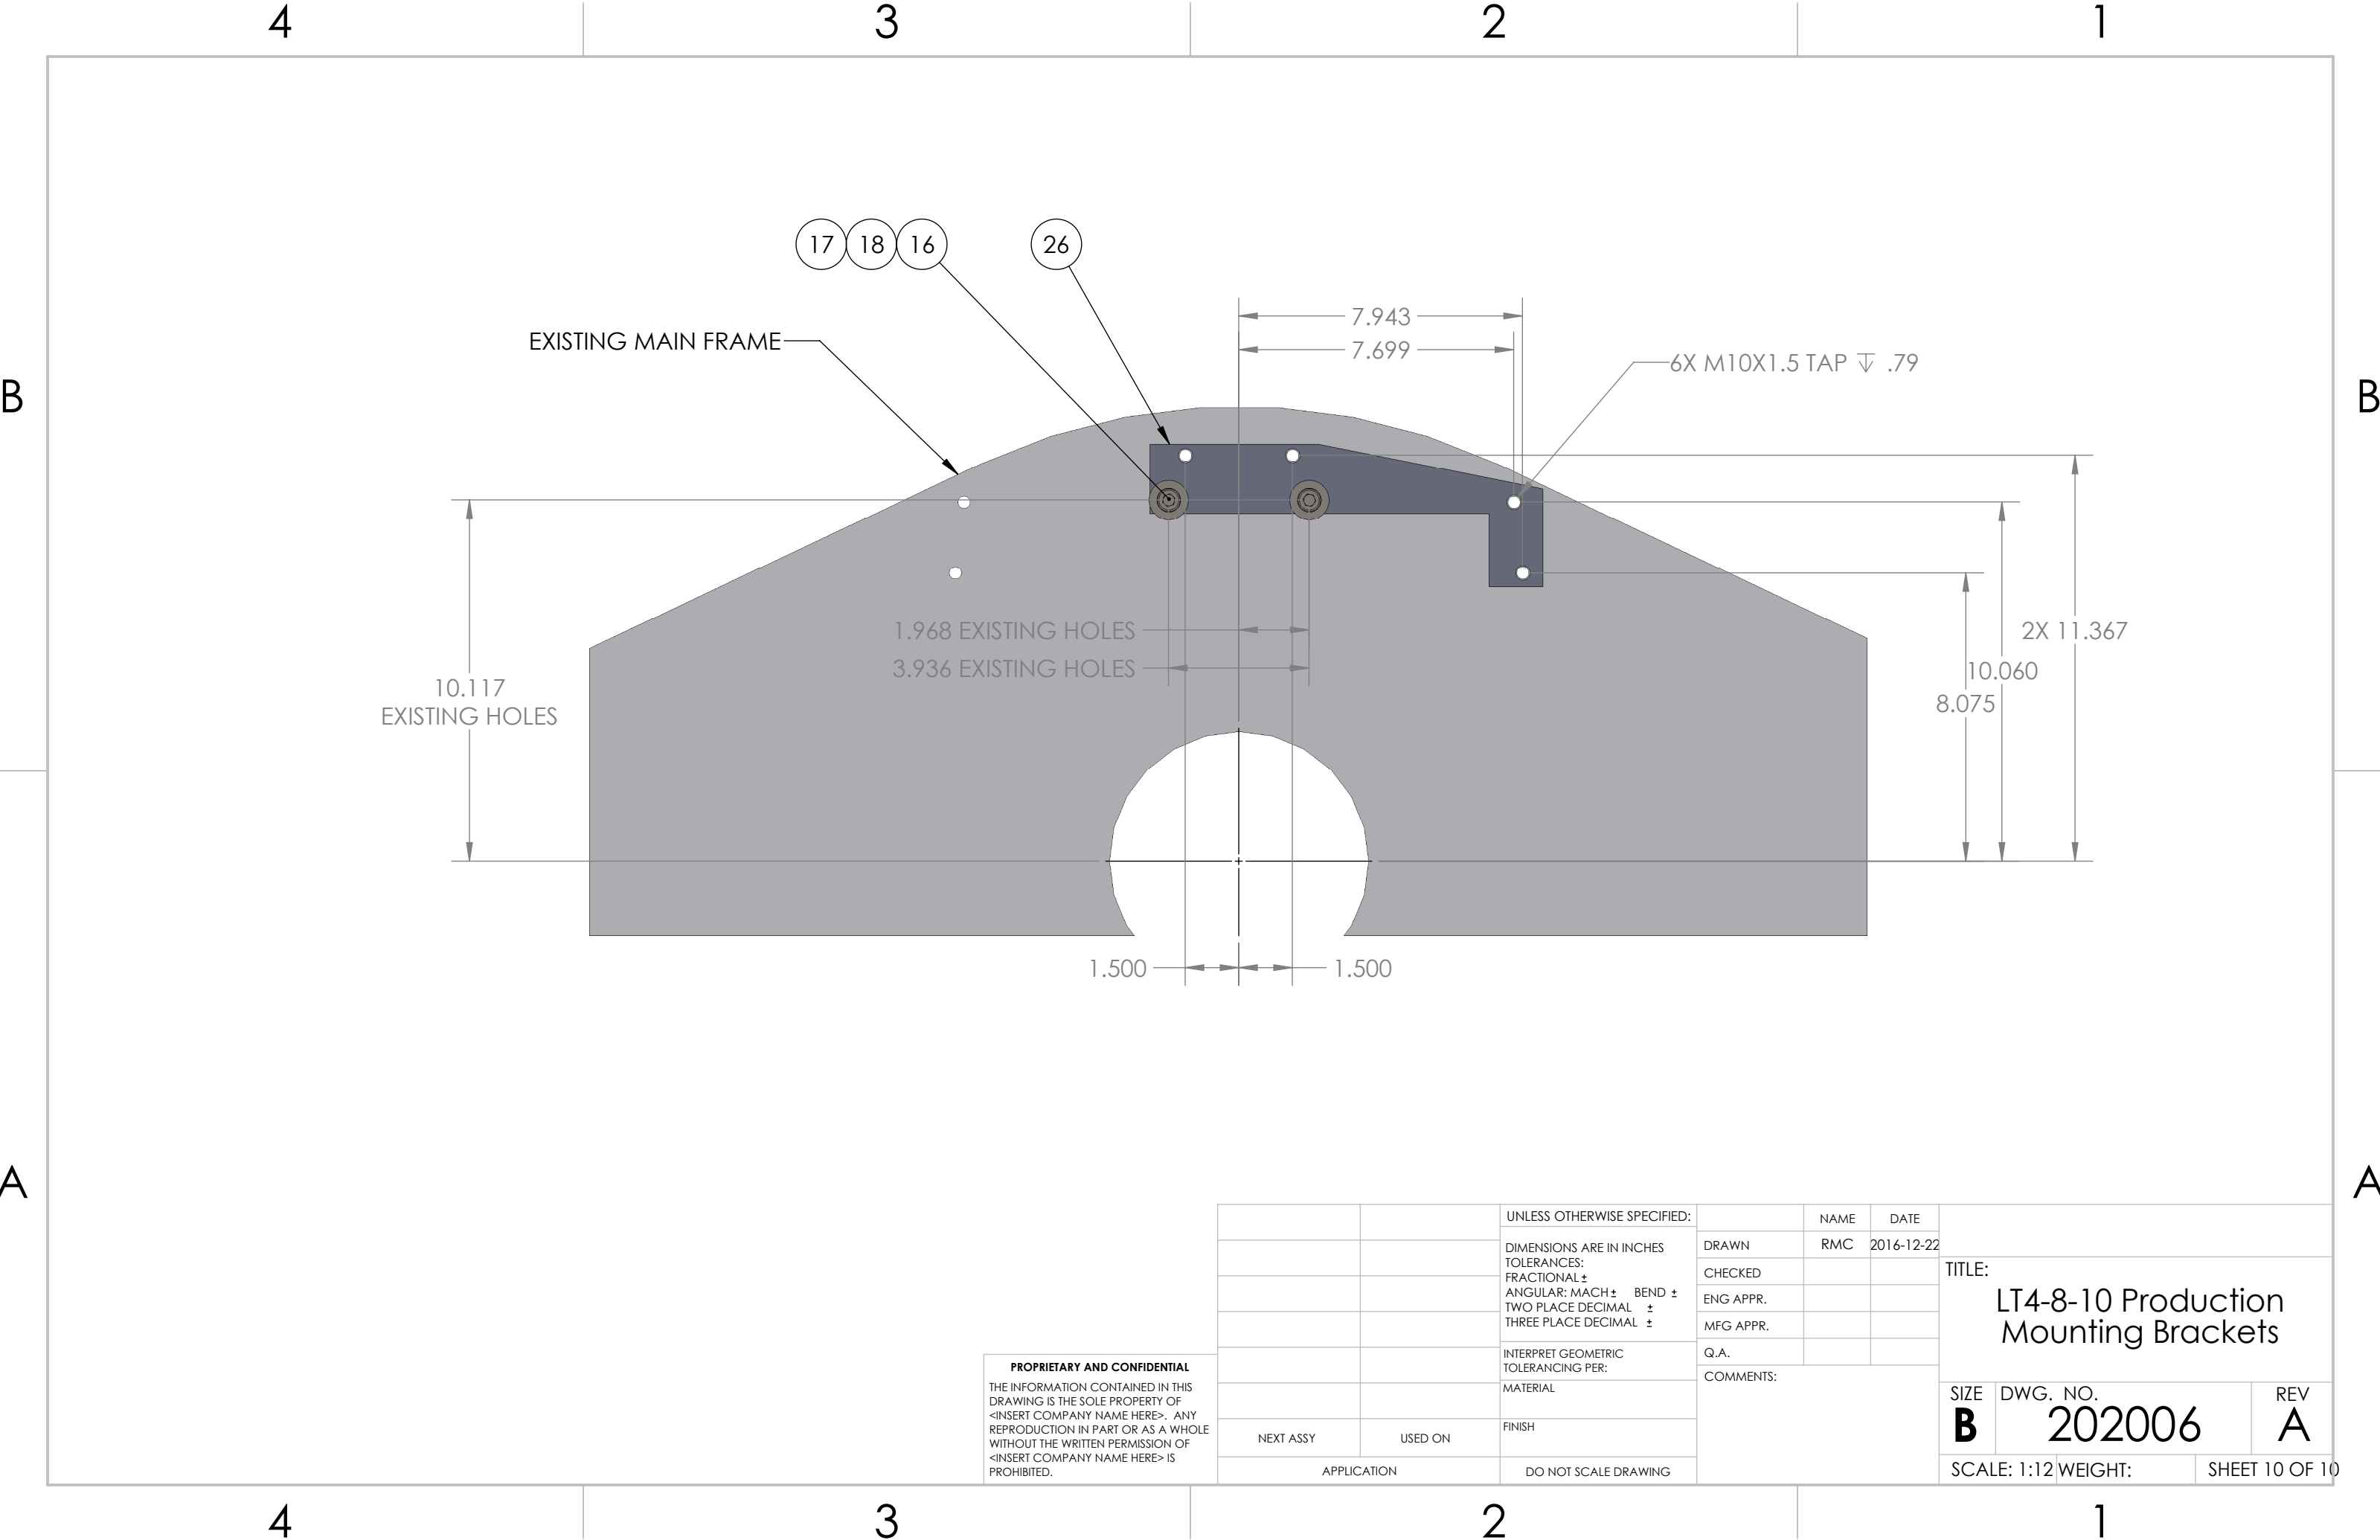 4 3 2 1
17 18 16 26
7.943
EXISTING MAIN FRAME
7.699
6X M10X1.5 TAP ↧ .79
B B
1.968 EXISTING HOLES
2X 11.367
3.936 EXISTING HOLES
10.060
10.117
EXISTING HOLES
8.075
1.500 1.500
A A
UNLESS OTHERWISE SPECIFIED:
DIMENSIONS ARE IN INCHES
TOLERANCES:
FRACTIONAL ±
ANGULAR: MACH ± BEND ±
TWO PLACE DECIMAL ±
THREE PLACE DECIMAL ±
INTERPRET GEOMETRIC
TOLERANCING PER:
MATERIAL
FINISH
DO NOT SCALE DRAWING
NAME DATE
DRAWN RMC 2016-12-22
CHECKED
ENG APPR.
MFG APPR.
Q.A.
COMMENTS:
PROPRIETARY AND CONFIDENTIAL
THE INFORMATION CONTAINED IN THIS
DRAWING IS THE SOLE PROPERTY OF
<INSERT COMPANY NAME HERE>. ANY
REPRODUCTION IN PART OR AS A WHOLE
WITHOUT THE WRITTEN PERMISSION OF
<INSERT COMPANY NAME HERE> IS
PROHIBITED.
NEXT ASSY USED ON
APPLICATION
TITLE:
LT4-8-10 Production
Mounting Brackets
SIZE DWG. NO. REV
B 202006 A
SCALE: 1:12 WEIGHT: SHEET 10 OF 10
4 3 2 1